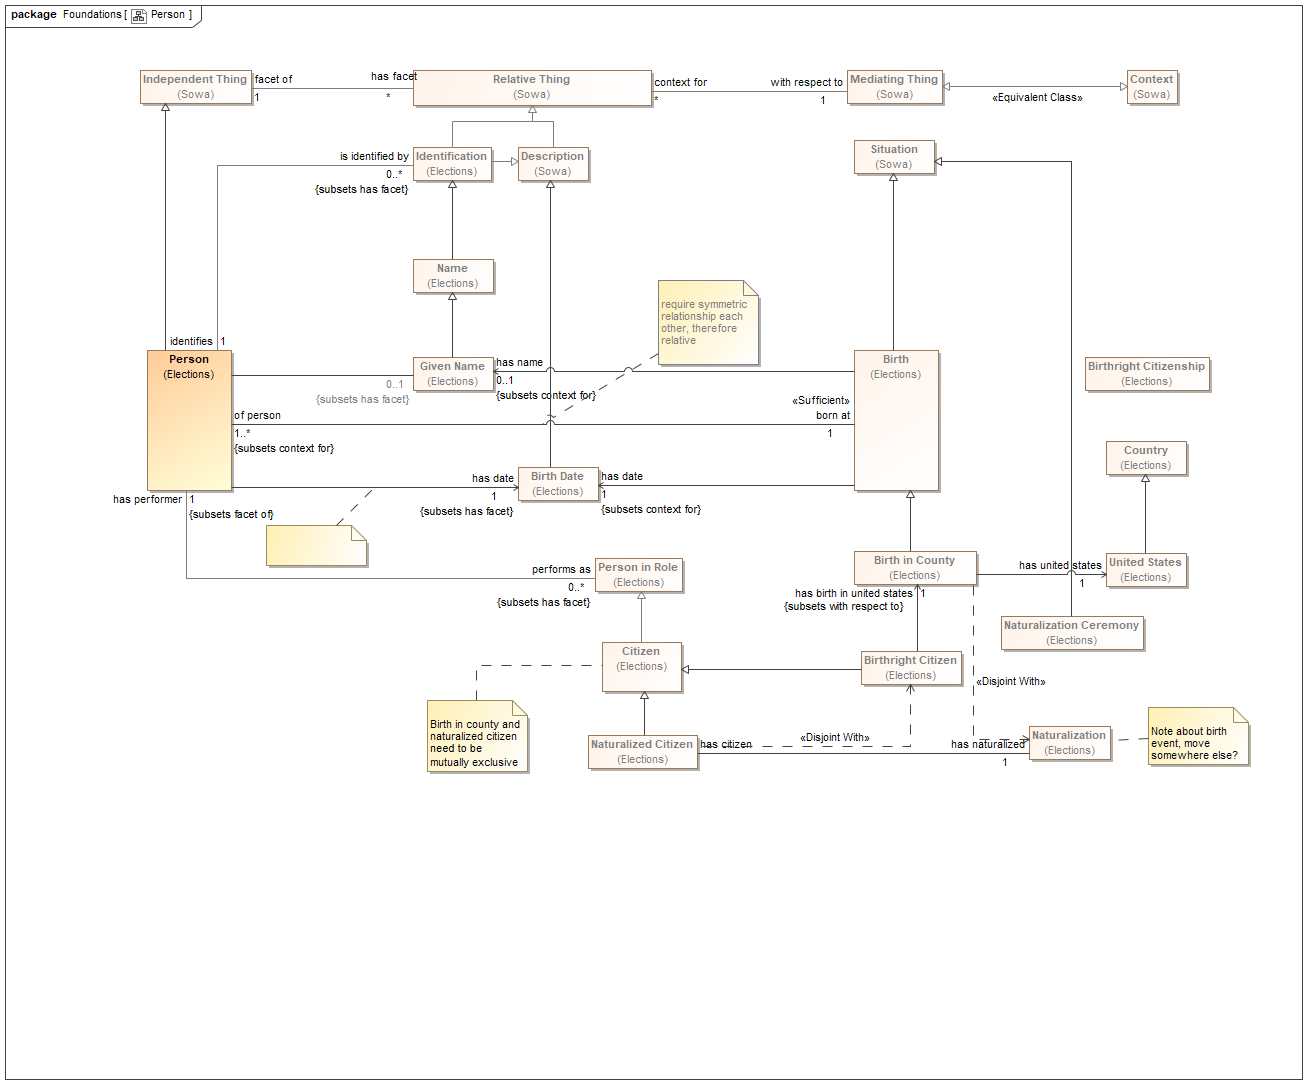 package Foundations [ Person ]
Independent Thing
(Sowa)
facet of
1
has facet
*
Relative Thing
(Sowa)
context for
*
with respect to
1
Mediating Thing
(Sowa)
«Equivalent Class»
Context
(Sowa)
is identified by
0..*
{subsets has facet}
Identification
(Elections)
Description
(Sowa)
Situation
(Sowa)
Name
(Elections)
require symmetric
relationship each
other, therefore
relative
identifies
1
Person
(Elections)
0..1
{subsets has facet}
Given Name
(Elections)
has name
0..1
{subsets context for}
Birth
(Elections)
Birthright Citizenship
(Elections)
«Sufficient»
of person
1..*
{subsets context for}
born at
1
Country
(Elections)
has date
1
{subsets has facet}
Birth Date
(Elections)
has date
1
{subsets context for}
has performer
1
{subsets facet of}
performs as
0..*
{subsets has facet}
Person in Role
(Elections)
Birth in County
(Elections)
has united states
1
United States
(Elections)
has birth in united states
1
{subsets with respect to}
Naturalization Ceremony
(Elections)
Citizen
(Elections)
Birthright Citizen
(Elections)
«Disjoint With»
Birth in county and
naturalized citizen
need to be
mutually exclusive
Naturalized Citizen
(Elections)
has citizen
«Disjoint With»
has naturalized
1
Naturalization
(Elections)
Note about birth
event, move
somewhere else?